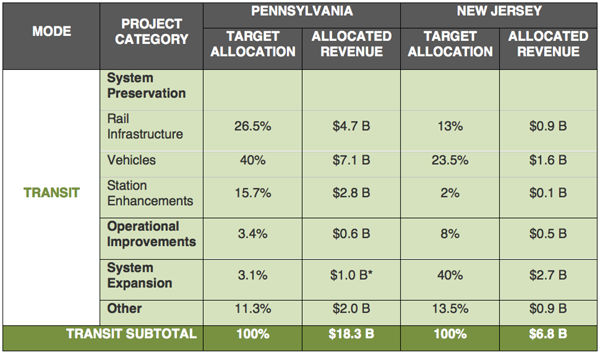 MODE PROJECT CATEGORY PENNSYLVANIA NEW JERSEY
TARGET ALLOCATION ALLOCATED REVENUE TARGET ALLOCATION ALLOCATED REVENUE
TRANSIT
System Preservation
Rail Infrastructure 26.5% $4.7 B 13% $0.9 B
Vehicles 40% $7.1 B 23.5% $1.6 B
Station Enhancements 15.7% $2.8 B 2% $0.1 B
Operational Improvements 3.4% $0.6 B 8% $0.5 B
System Expansion 3.1% $1.0 B* 40% $2.7 B
Other 11.3% $2.0 B 13.5% $0.9 B
TRANSIT SUBTOTAL 100% $18.3 B 100% $6.8 B